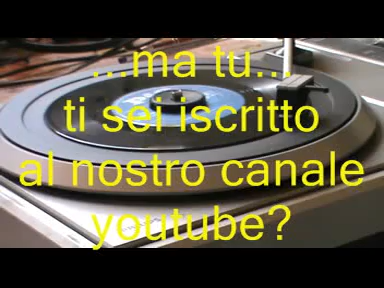 ...ma tu...
ti sei iscritto
al nostro canale
youtube?